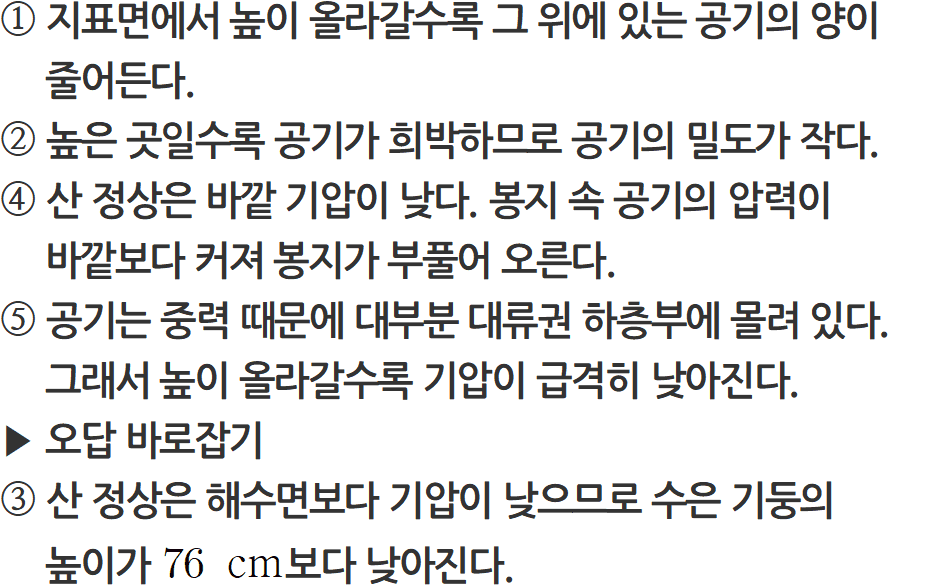 ① 지표면에서 높이 올라갈수록 그 위에 있는 공기의 양이
줄어든다.
② 높은 곳일수록 공기가 희박하므로 공기의 밀도가 작다.
④ 산 정상은 바깥 기압이 낮다. 봉지 속 공기의 압력이
바깥보다 커져 봉지가 부풀어 오른다.
⑤ 공기는 중력 때문에 대부분 대류권 하층부에 몰려 있다.
그래서 높이 올라갈수록 기압이 급격히 낮아진다.
▶ 오답 바로잡기
③ 산 정상은 해수면보다 기압이 낮으므로 수은 기둥의
높이가 76 cm보다 낮아진다.